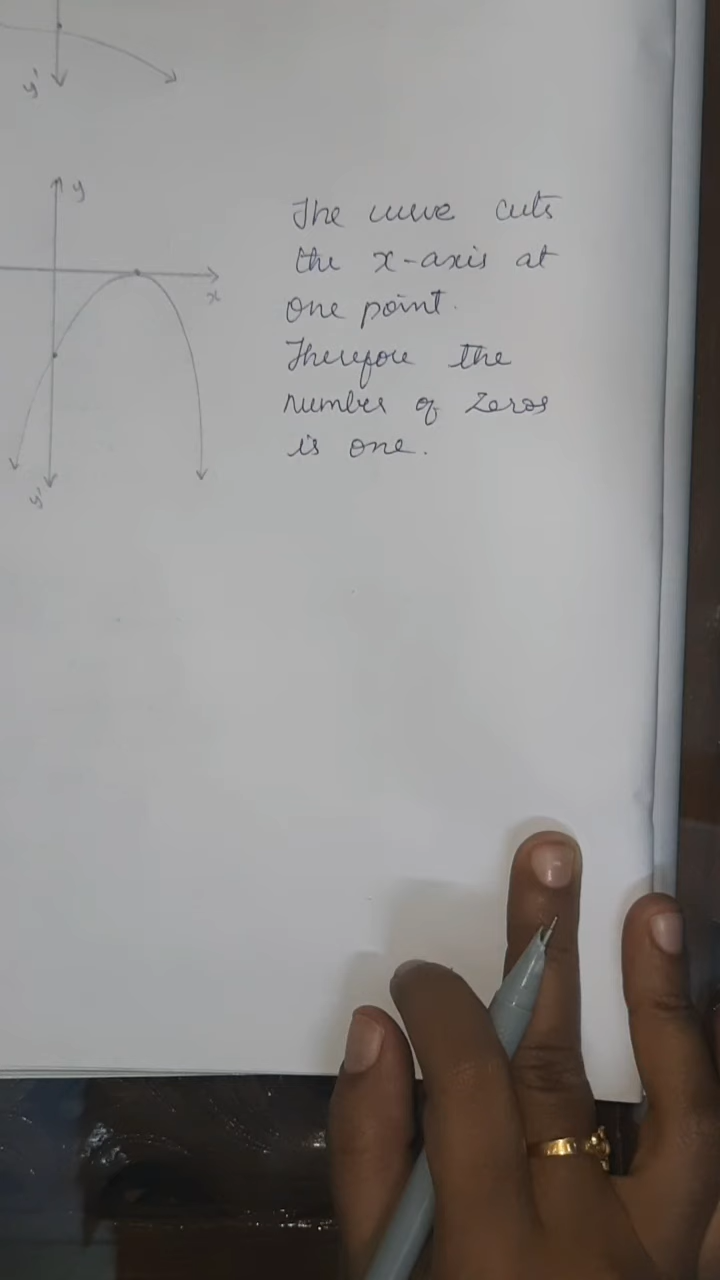 y'
y
x
y'
The curve cuts
the x-axis at
one point.
Therefore the
number of zeros
is one.